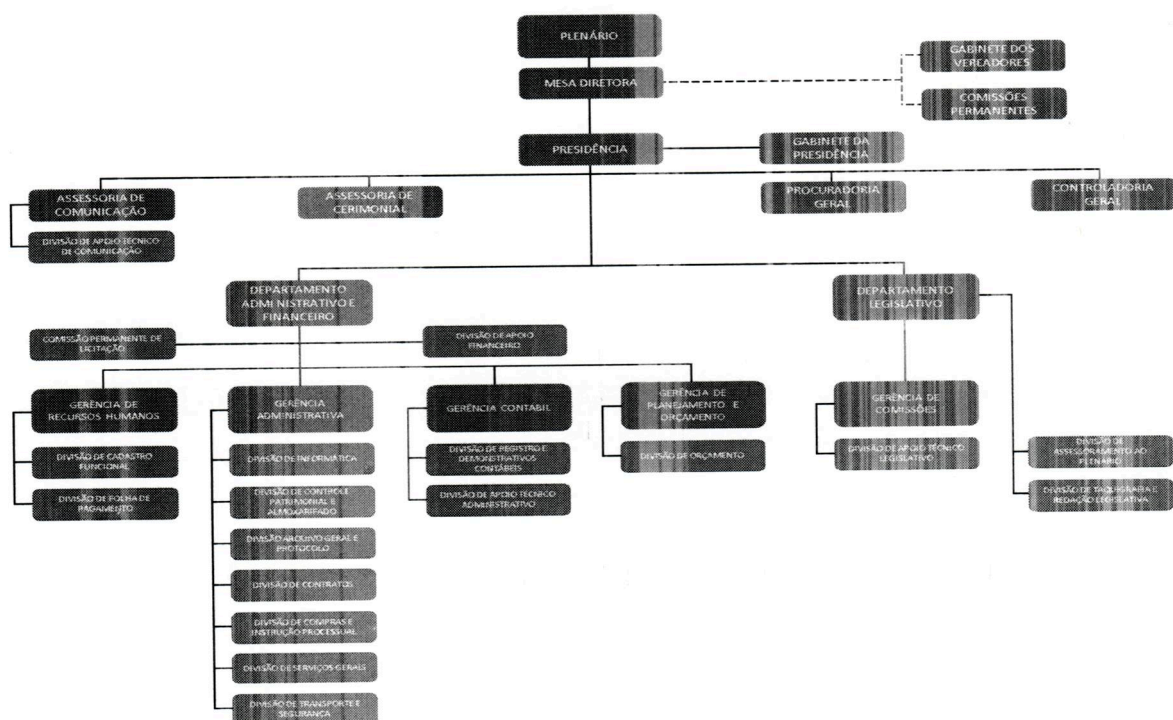 PLENÁRIO
MESA DIRETORA
GABINETE DOS
VEREADORES
COMISSÕES
PERMANENTES
PRESIDÊNCIA
GABINETE DA
PRESIDÊNCIA
ASSESSORIA DE
COMUNICAÇÃO
ASSESSORIA DE
CERIMONIAL
PROCURADORIA
GERAL
CONTROLADORIA
GERAL
DIVISÃO DE APOIO TÉCNICO
DE COMUNICAÇÃO
DEPARTAMENTO
ADMINISTRATIVO E
FINANCEIRO
DEPARTAMENTO
LEGISLATIVO
COMISSÃO PERMANENTE DE
LICITAÇÃO
DIVISÃO DE APOIO
FINANCEIRO
GERÊNCIA DE
RECURSOS HUMANOS
GERÊNCIA
ADMINISTRATIVA
GERÊNCIA CONTABIL
GERÊNCIA DE
PLANEJAMENTO E
ORÇAMENTO
GERÊNCIA DE
COMISSÕES
DIVISÃO DE CADASTRO
FUNCIONAL
DIVISÃO DE FOLHA DE
PAGAMENTO
DIVISÃO DE INFORMÁTICA
DIVISÃO DE CONTROLE
PATRIMONIAL E
ALMOXARIFADO
DIVISÃO ARQUIVO GERAL E
PROTOCOLO
DIVISÃO DE CONTRATOS
DIVISÃO DE COMPRAS E
INSTRUÇÃO PROCESSUAL
DIVISÃO DE SERVIÇOS GERAIS
DIVISÃO DE TRANSPORTE E
SEGURANCA
DIVISÃO DE REGISTRO E
DEMONSTRATIVOS
CONTÁBEIS
DIVISÃO DE APOIO TÉCNICO
ADMINISTRATIVO
DIVISÃO DE ORÇAMENTO
DIVISÃO DE APOIO TÉCNICO
LEGISLATIVO
DIVISÃO DE
ASSESSORAMENTO AO
PLENÁRIO
DIVISÃO DE TAQUIGRAFIA E
REDAÇÃO LEGISLATIVA